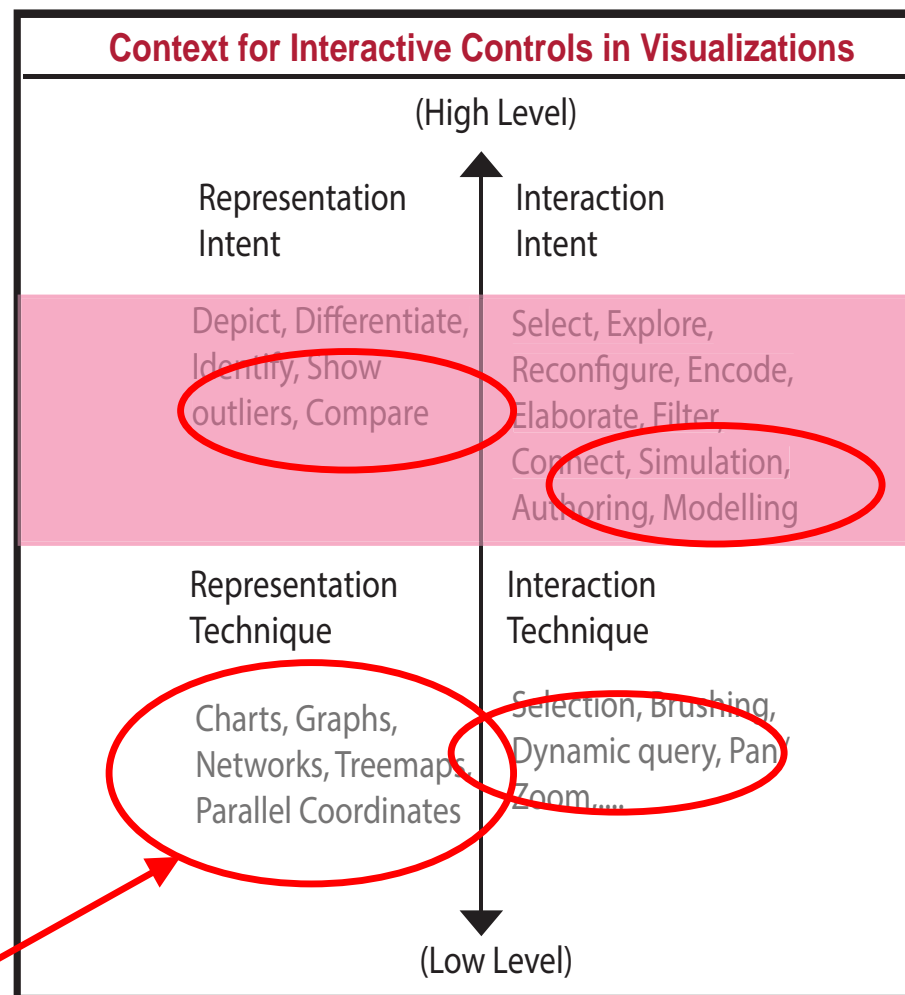 Context for Interactive Controls in Visualizations
(High Level)
Representation
Intent
Interaction
Intent
Depict, Differentiate,
Identify, Show
outliers, Compare
Select, Explore,
Reconfigure, Encode,
Elaborate, Filter,
Connect, Simulation,
Authoring, Modelling
Representation
Technique
Interaction
Technique
Charts, Graphs,
Networks, Treemaps,
Parallel Coordinates
Selection, Brushing,
Dynamic query, Pan/
Zoom,....
(Low Level)